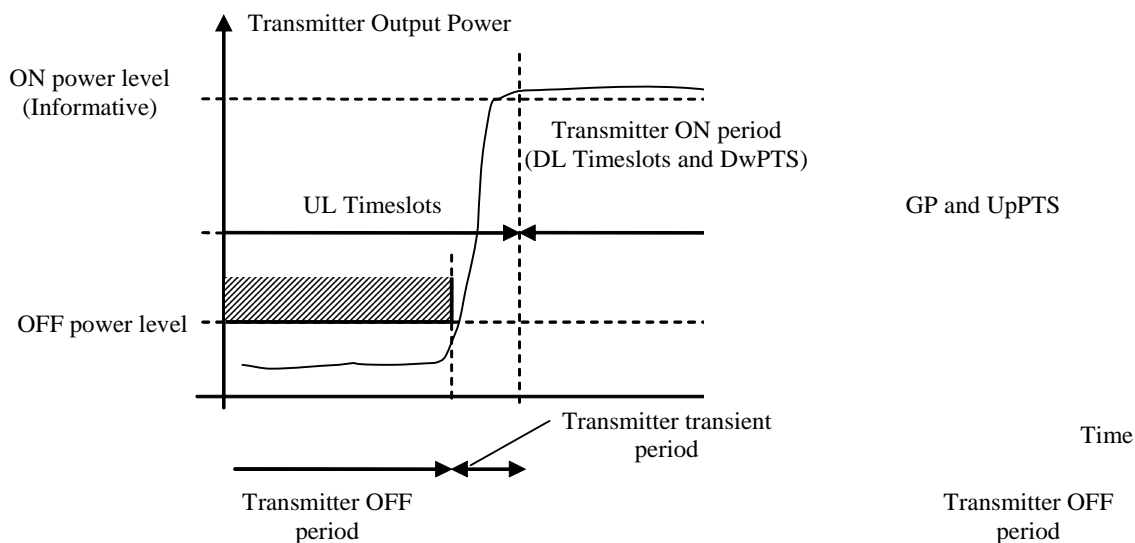 Transmitter Output Power
ON power level
(Informative)
Transmitter ON period
(DL Timeslots and DwPTS)
UL Timeslots
GP and UpPTS
OFF power level
Transmitter transient
period
Time
Transmitter OFF
period
Transmitter OFF
period